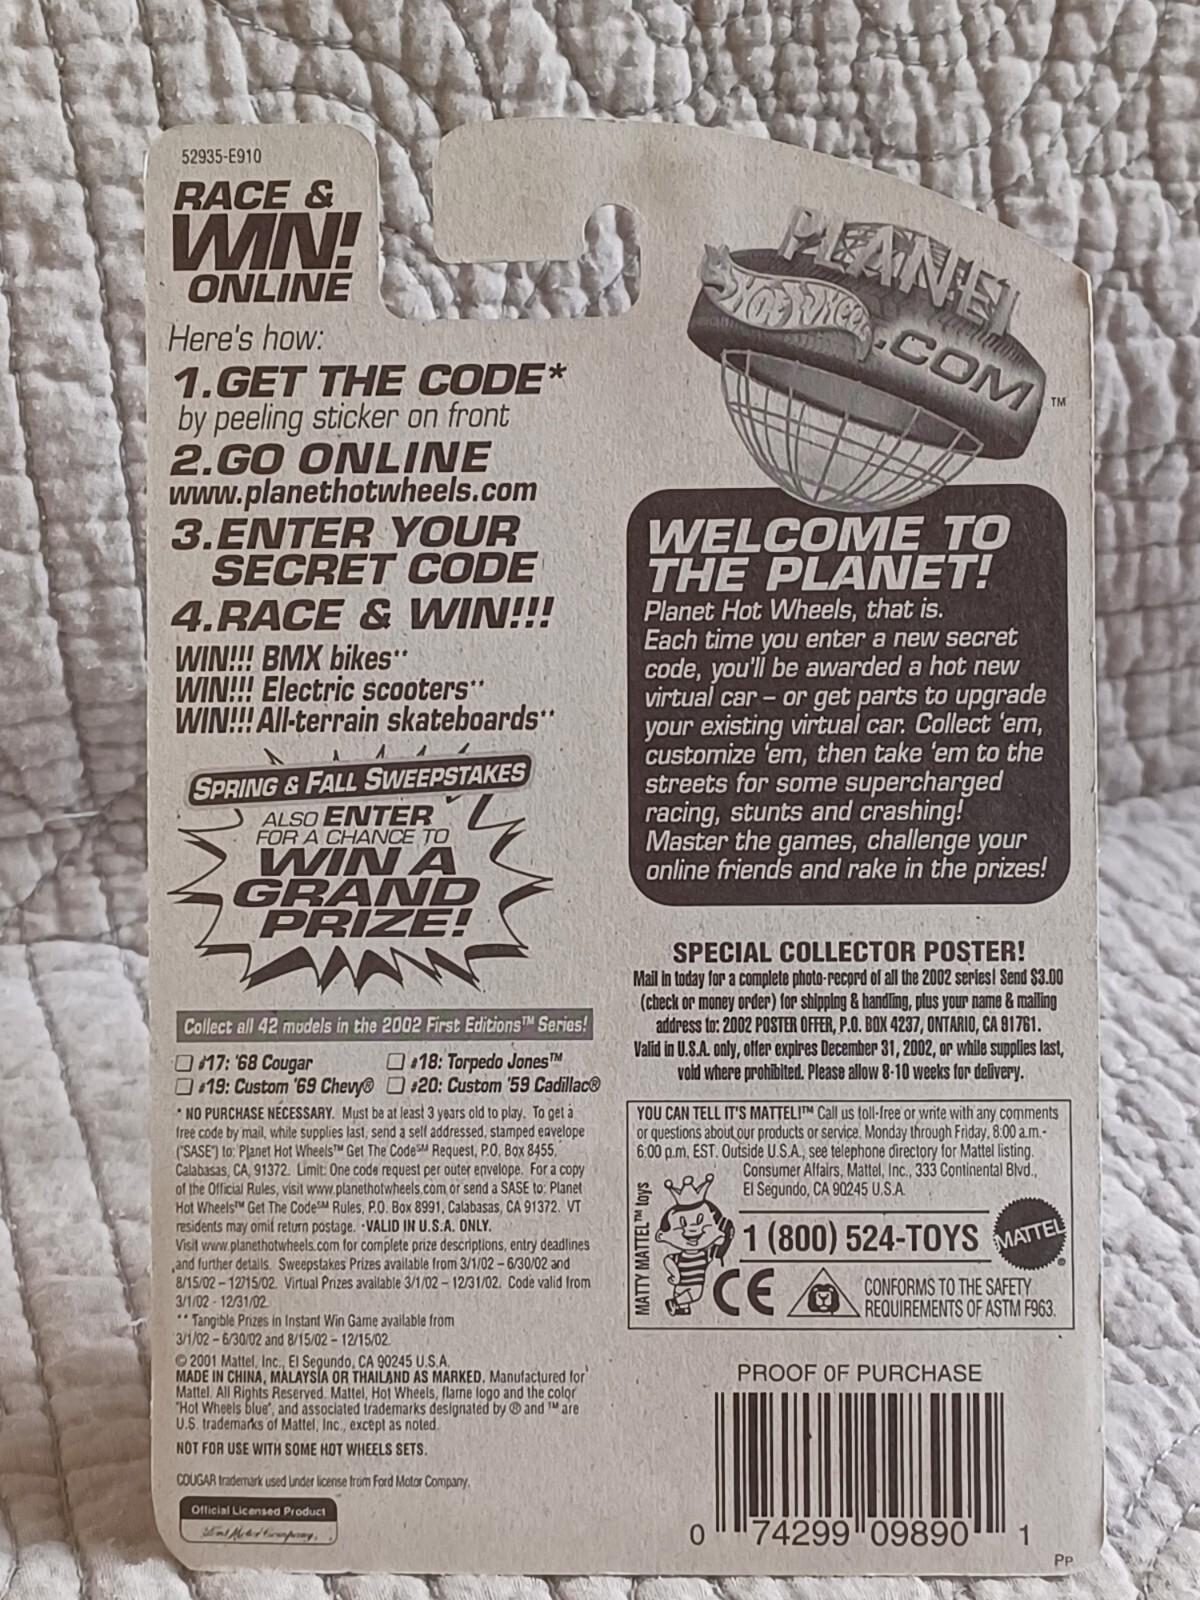 52935-E910
RACE &
WIN!
ONLINE
Here's how:
1.GET THE CODE*
by peeling sticker on front
2.GO ONLINE
www.planethotwheels.com
3.ENTER YOUR
SECRET CODE
4.RACE & WIN!!!
WIN!!! BMX bikes**
WIN!!! Electric scooters**
WIN!!! All-terrain skateboards**
SPRING & FALL SWEEPSTAKES
ALSO ENTER
FOR A CHANCE TO
WIN A
GRAND
PRIZE!
Collect all 42 models in the 2002 First Editions™ Series!
#17: '68 Cougar
#18: Torpedo Jones™
#19: Custom '69 Chevy®
#20: Custom '59 Cadillac®
* NO PURCHASE NECESSARY. Must be at least 3 years old to play. To get a
free code by mail, while supplies last, send a self addressed, stamped envelope
("SASE") to: Planet Hot Wheels™ Get The Code℠ Request, P.O. Box 8455,
Calabasas, CA, 91372. Limit: One code request per outer envelope. For a copy
of the Official Rules, visit www.planethotwheels.com or send a SASE to: Planet
Hot Wheels™ Get The Code℠ Rules, P.O. Box 8991, Calabasas, CA 91372. VT
residents may omit return postage. •VALID IN U.S.A. ONLY.
Visit www.planethotwheels.com for complete prize descriptions, entry deadlines
and further details. Sweepstakes Prizes available from 3/1/02 – 6/30/02 and
8/15/02 – 12/15/02. Virtual Prizes available 3/1/02 – 12/31/02. Code valid from
3/1/02 - 12/31/02.
** Tangible Prizes in Instant Win Game available from
3/1/02 – 6/30/02 and 8/15/02 – 12/15/02.
© 2001 Mattel, Inc., El Segundo, CA 90245 U.S.A.
MADE IN CHINA, MALAYSIA OR THAILAND AS MARKED. Manufactured for
Mattel. All Rights Reserved. Mattel, Hot Wheels, flame logo and the color
"Hot Wheels blue", and associated trademarks designated by ® and ™ are
U.S. trademarks of Mattel, Inc., except as noted.
NOT FOR USE WITH SOME HOT WHEELS SETS.
COUGAR trademark used under license from Ford Motor Company.
Official Licensed Product
Ford Motor Company,
PLANET
HOT WHEELS
.COM
™
WELCOME TO
THE PLANET!
Planet Hot Wheels, that is.
Each time you enter a new secret
code, you'll be awarded a hot new
virtual car – or get parts to upgrade
your existing virtual car. Collect 'em,
customize 'em, then take 'em to the
streets for some supercharged
racing, stunts and crashing!
Master the games, challenge your
online friends and rake in the prizes!
SPECIAL COLLECTOR POSTER!
Mail in today for a complete photo-record of all the 2002 series! Send $3.00
(check or money order) for shipping & handling, plus your name & mailing
address to: 2002 POSTER OFFER, P.O. BOX 4237, ONTARIO, CA 91761.
Valid in U.S.A. only, offer expires December 31, 2002, or while supplies last,
void where prohibited. Please allow 8-10 weeks for delivery.
YOU CAN TELL IT'S MATTEL!™ Call us toll-free or write with any comments
or questions about our products or service. Monday through Friday, 8:00 a.m.-
6:00 p.m. EST. Outside U.S.A., see telephone directory for Mattel listing.
Consumer Affairs, Mattel, Inc., 333 Continental Blvd.,
El Segundo, CA 90245 U.S.A.
MATTY MATTEL™ toys
1 (800) 524-TOYS
MATTEL
®
CE
CONFORMS TO THE SAFETY
REQUIREMENTS OF ASTM F963.
PROOF OF PURCHASE
0 74299 09890 1
PP